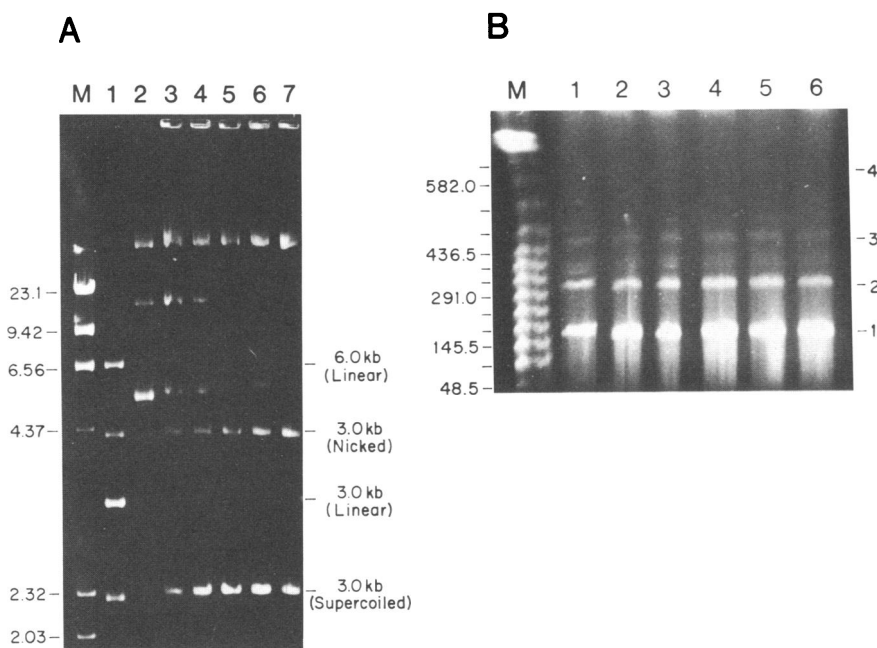 A
M 1 2 3 4 5 6 7
23.1
9.42
6.56
4.37
2.32
2.03
6.0 kb
(Linear)
3.0 kb
(Nicked)
3.0 kb
(Linear)
3.0 kb
(Supercoiled)
B
M 1 2 3 4 5 6
582.0
436.5
291.0
145.5
48.5
4
3
2
1